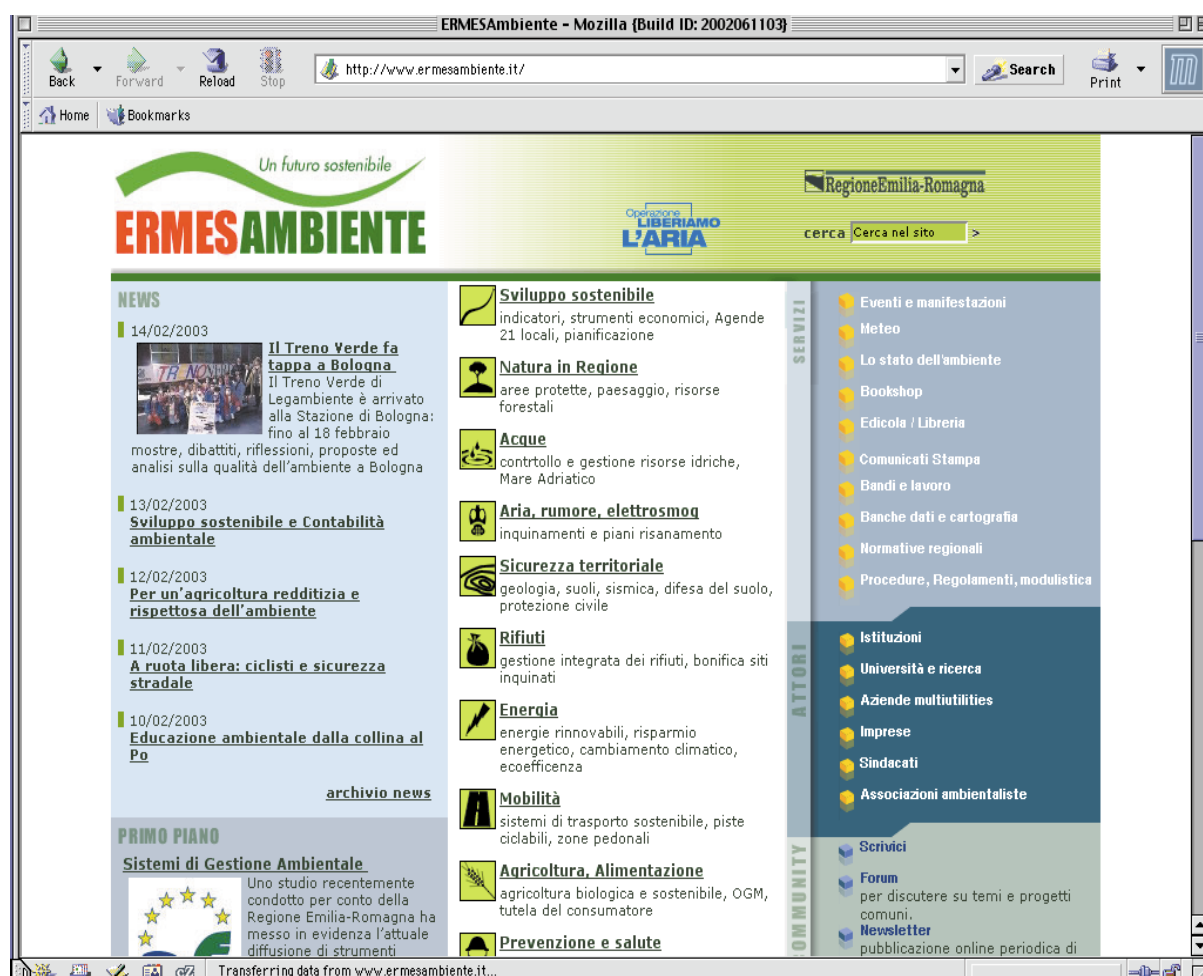 ERMESAmbiente - Mozilla {Build ID: 2002061103}
Back
Forward
Reload
Stop
http://www.ermesambiente.it/
Search
Print
Home
Bookmarks
Un futuro sostenibile
ERMESAMBIENTE
Operazione
LIBERIAMO
L'ARIA
RegioneEmilia-Romagna
cerca Cerca nel sito >
NEWS
14/02/2003
Il Treno Verde fa
tappa a Bologna
Il Treno Verde di
Legambiente è arrivato
alla Stazione di Bologna:
fino al 18 febbraio
mostre, dibattiti, riflessioni, proposte ed
analisi sulla qualità dell'ambiente a Bologna
13/02/2003
Sviluppo sostenibile e Contabilità
ambientale
12/02/2003
Per un'agricoltura redditizia e
rispettosa dell'ambiente
11/02/2003
A ruota libera: ciclisti e sicurezza
stradale
10/02/2003
Educazione ambientale dalla collina al
Po
archivio news
PRIMO PIANO
Sistemi di Gestione Ambientale
Uno studio recentemente
condotto per conto della
Regione Emilia-Romagna ha
messo in evidenza l'attuale
diffusione di strumenti
Sviluppo sostenibile
indicatori, strumenti economici, Agende
21 locali, pianificazione
Natura in Regione
aree protette, paesaggio, risorse
forestali
Acque
contrtollo e gestione risorse idriche,
Mare Adriatico
Aria, rumore, elettrosmog
inquinamenti e piani risanamento
Sicurezza territoriale
geologia, suoli, sismica, difesa del suolo,
protezione civile
Rifiuti
gestione integrata dei rifiuti, bonifica siti
inquinati
Energia
energie rinnovabili, risparmio
energetico, cambiamento climatico,
ecoefficenza
Mobilità
sistemi di trasporto sostenibile, piste
ciclabili, zone pedonali
Agricoltura, Alimentazione
agricoltura biologica e sostenibile, OGM,
tutela del consumatore
Prevenzione e salute
SERVIZI
Eventi e manifestazioni
Meteo
Lo stato dell'ambiente
Bookshop
Edicola / Libreria
Comunicati Stampa
Bandi e lavoro
Banche dati e cartografia
Normative regionali
Procedure, Regolamenti, modulistica
ATTORI
Istituzioni
Università e ricerca
Aziende multiutilities
Imprese
Sindacati
Associazioni ambientaliste
COMMUNITY
Scrivici
Forum
per discutere su temi e progetti
comuni.
Newsletter
pubblicazione online periodica di
Transferring data from www.ermesambiente.it...